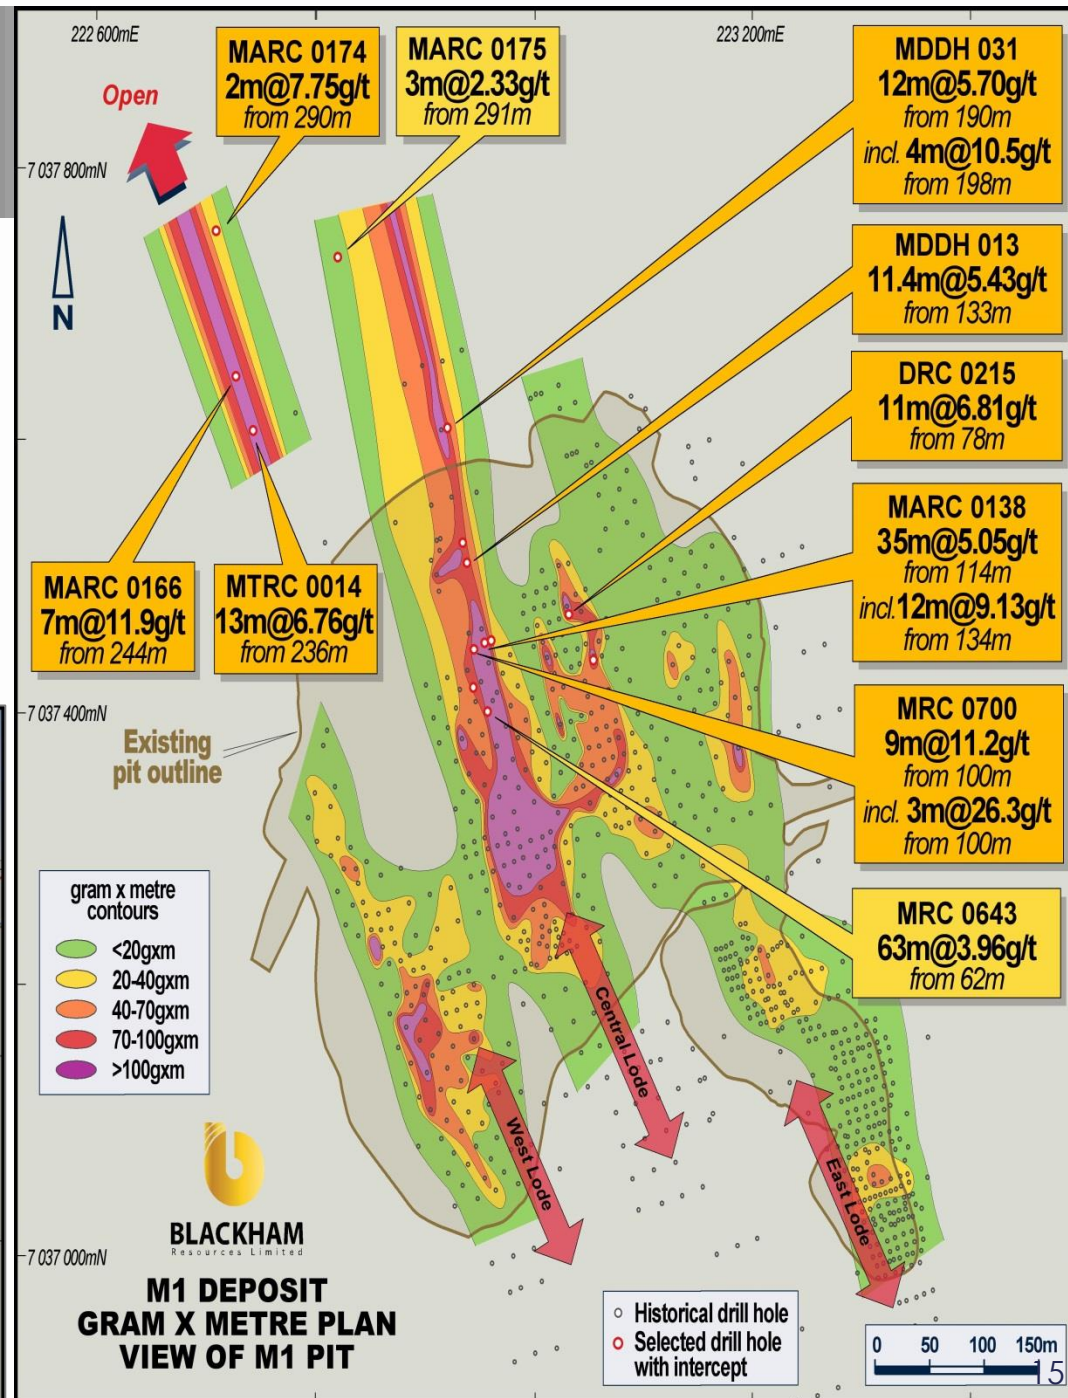 222 600mE
223 200mE
MARC 0174
2m@7.75g/t
from 290m
MARC 0175
3m@2.33g/t
from 291m
MDDH 031
12m@5.70g/t
from 190m
incl. 4m@10.5g/t
from 198m
Open
7 037 800mN
N
MDDH 013
11.4m@5.43g/t
from 133m
DRC 0215
11m@6.81g/t
from 78m
MARC 0138
35m@5.05g/t
from 114m
incl. 12m@9.13g/t
from 134m
MARC 0166
7m@11.9g/t
from 244m
MTRC 0014
13m@6.76g/t
from 236m
7 037 400mN
MRC 0700
9m@11.2g/t
from 100m
incl. 3m@26.3g/t
from 100m
Existing
pit outline
MRC 0643
63m@3.96g/t
from 62m
gram x metre
contours
<20gxm
20-40gxm
40-70gxm
70-100gxm
>100gxm
Central Lode
West Lode
East Lode
BLACKHAM
Resources Limited
7 037 000mN
M1 DEPOSIT
GRAM X METRE PLAN
VIEW OF M1 PIT
Historical drill hole
Selected drill hole
with intercept
0 50 100 150m
15